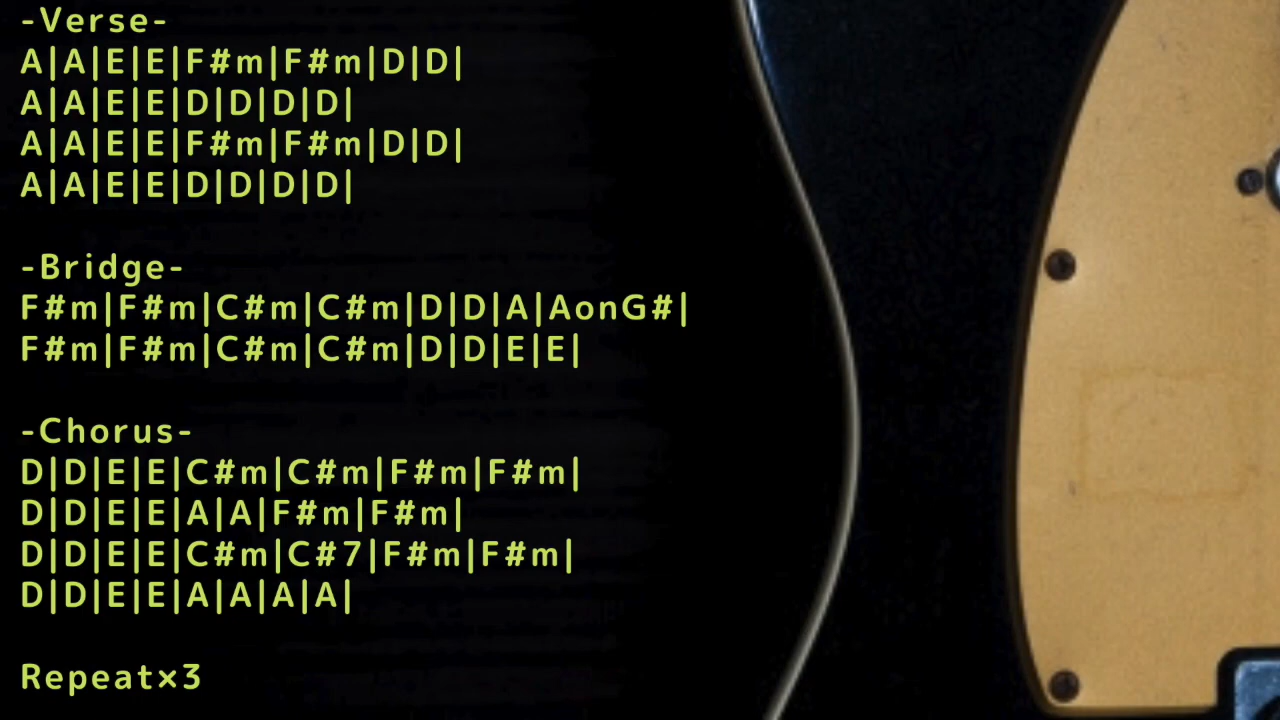 -Verse-
A|A|E|E|F#m|F#m|D|D|
A|A|E|E|D|D|D|D|
A|A|E|E|F#m|F#m|D|D|
A|A|E|E|D|D|D|D|
-Bridge-
F#m|F#m|C#m|C#m|D|D|A|AonG#|
F#m|F#m|C#m|C#m|D|D|E|E|
-Chorus-
D|D|E|E|C#m|C#m|F#m|F#m|
D|D|E|E|A|A|F#m|F#m|
D|D|E|E|C#m|C#7|F#m|F#m|
D|D|E|E|A|A|A|A|
Repeat×3